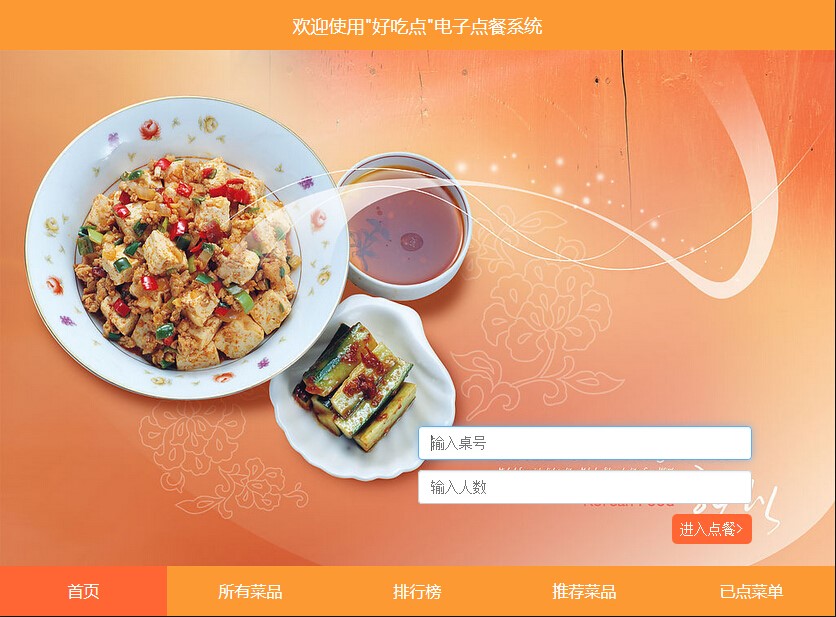 欢迎使用"好吃点"电子点餐系统
输入桌号
输入人数
Korean Food
进入点餐>
首页
所有菜品
排行榜
推荐菜品
已点菜单